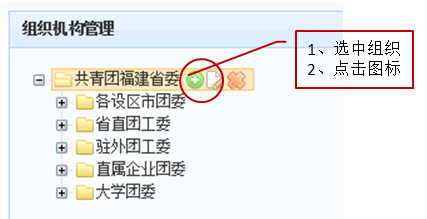 组织机构管理
1、选中组织
2、点击图标
共青团福建省委
各设区市团委
省直团工委
驻外团工委
直属企业团委
大学团委